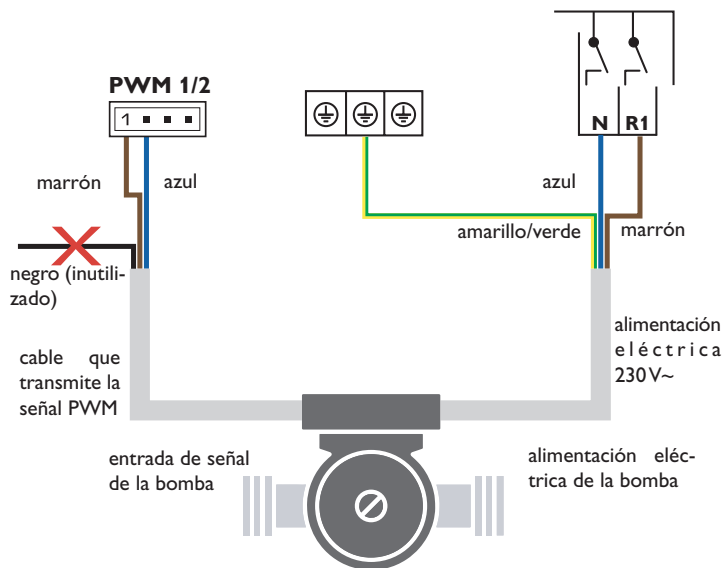 PWM 1/2
1
N R1
marrón
azul
azul
amarillo/verde
marrón
negro (inutili-
zado)
cable que
transmite la
señal PWM
alimentación
eléctrica
230 V~
entrada de señal
de la bomba
alimentación eléc-
trica de la bomba